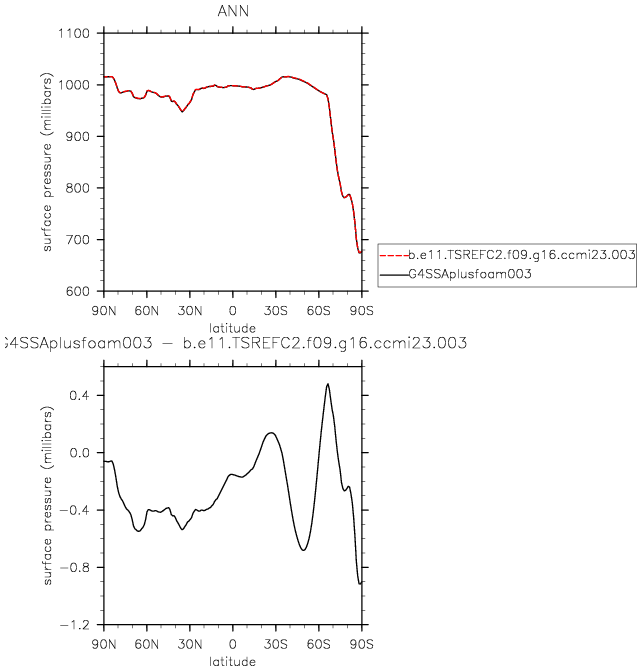 ANN
1100
1000
900
800
700
600
surface pressure (millibars)
90N 60N 30N 0 30S 60S 90S
latitude
b.e11.TSREFC2.f09.g16.ccmi23.003
G4SSAplusfoam003
G4SSAplusfoam003 − b.e11.TSREFC2.f09.g16.ccmi23.003
0.4
0.0
−0.4
−0.8
−1.2
surface pressure (millibars)
90N 60N 30N 0 30S 60S 90S
latitude